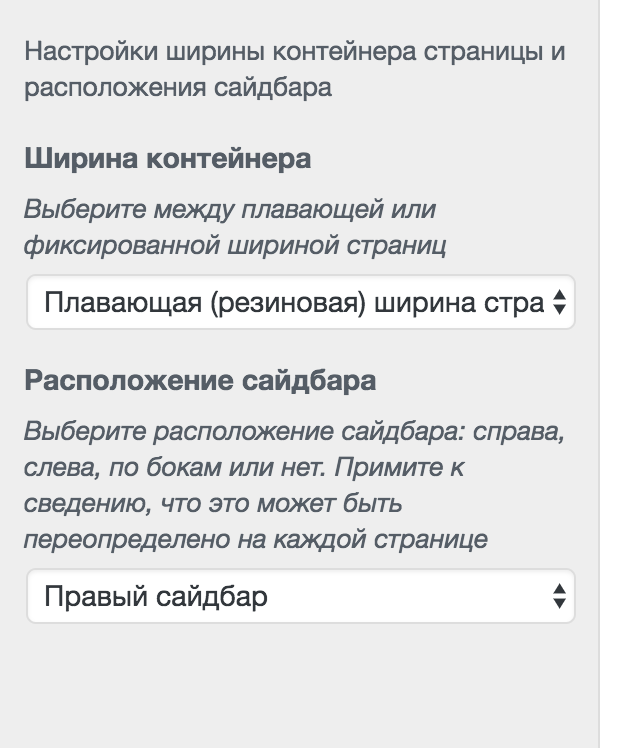 Настройки ширины контейнера страницы и
расположения сайдбара
Ширина контейнера
Выберите между плавающей или
фиксированной шириной страниц
Плавающая (резиновая) ширина стра
Расположение сайдбара
Выберите расположение сайдбара: справа,
слева, по бокам или нет. Примите к
сведению, что это может быть
переопределено на каждой странице
Правый сайдбар